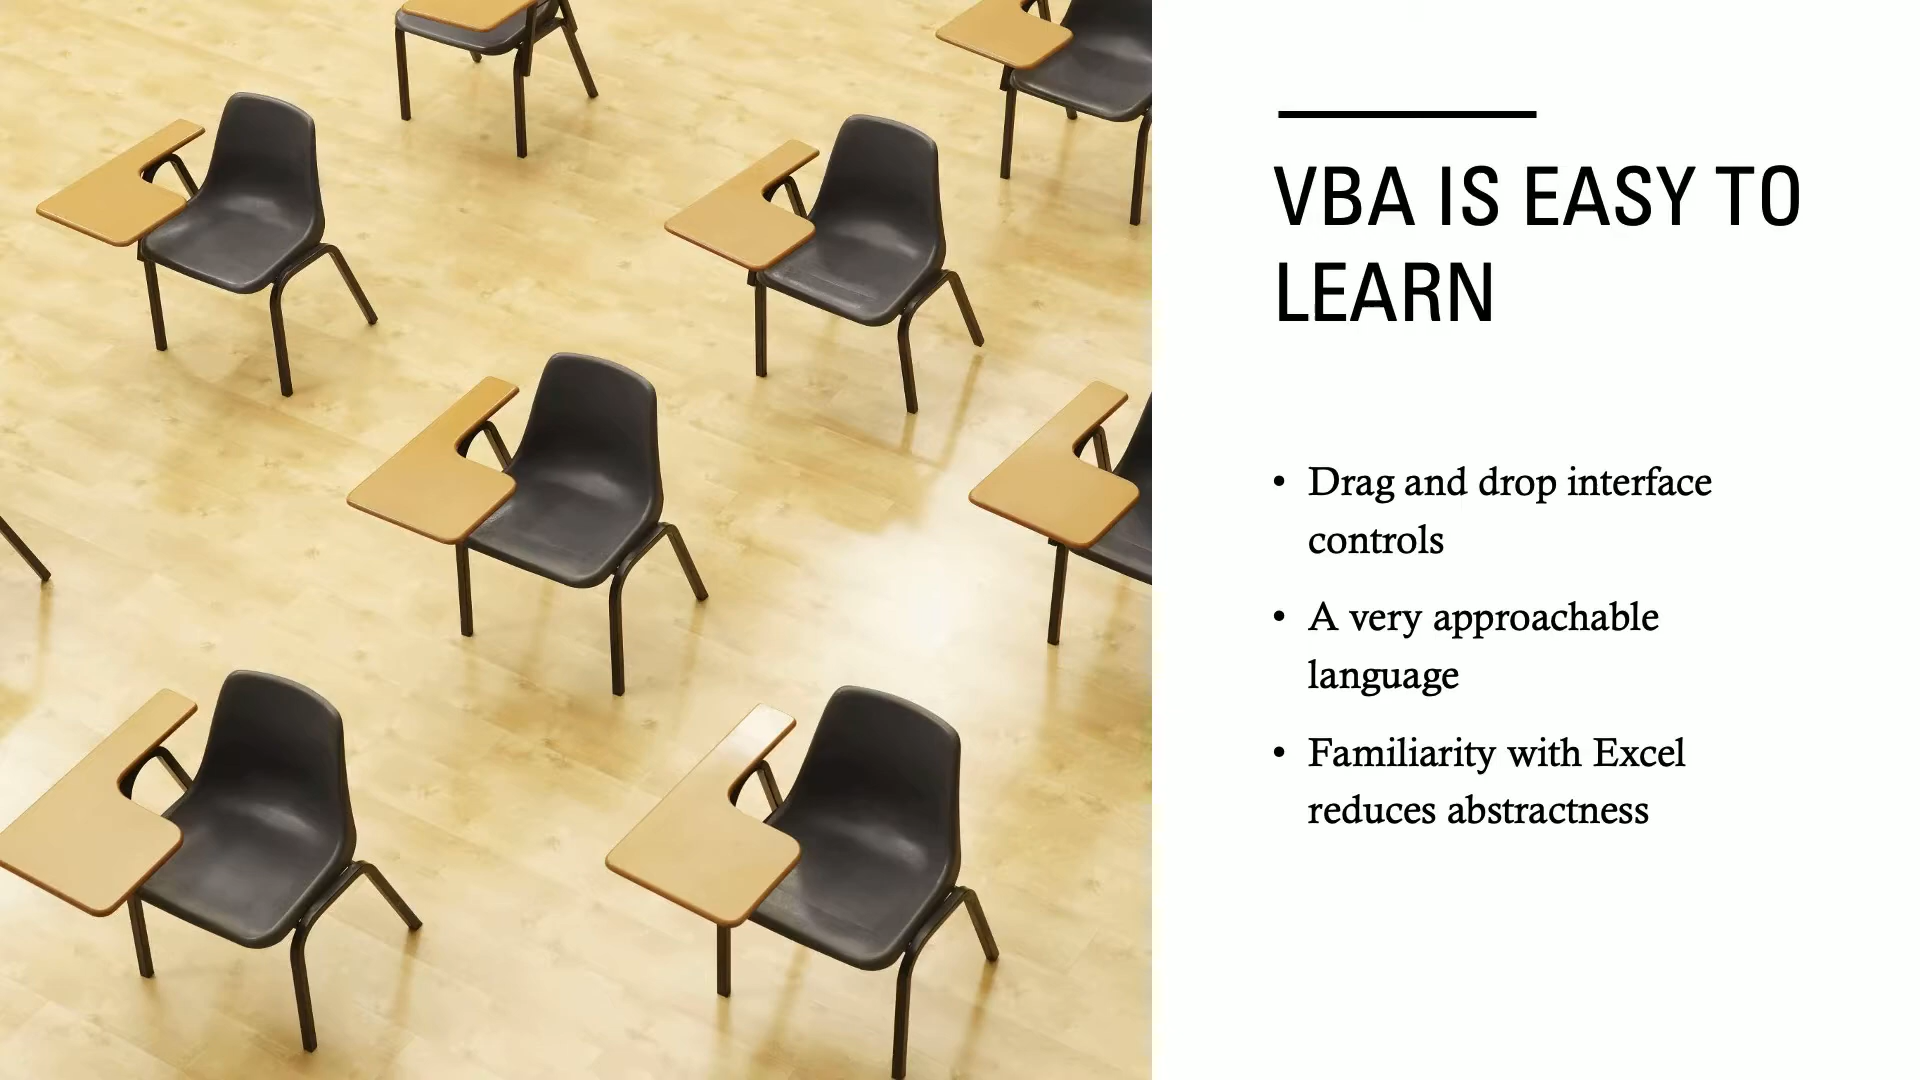 VBA IS EASY TO
LEARN
• Drag and drop interface
controls
• A very approachable
language
• Familiarity with Excel
reduces abstractness